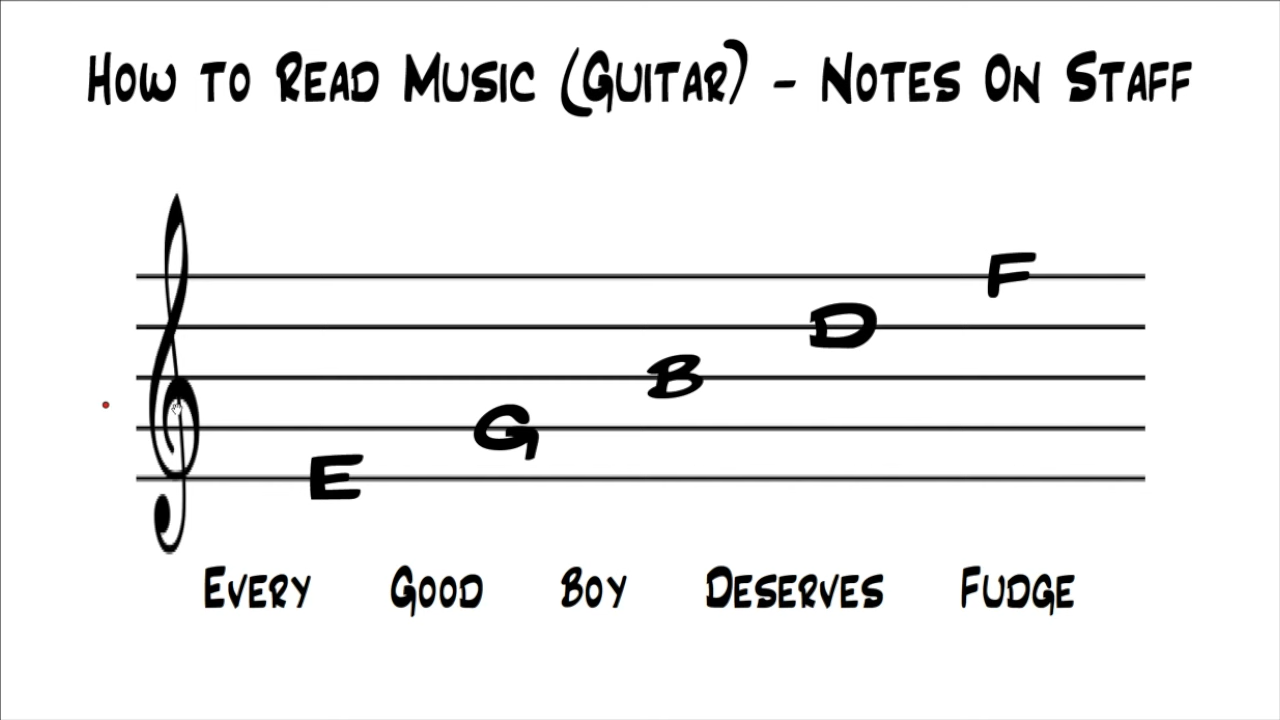 How to Read Music (Guitar) - Notes On Staff
F
D
B
G
E
Every Good Boy Deserves Fudge